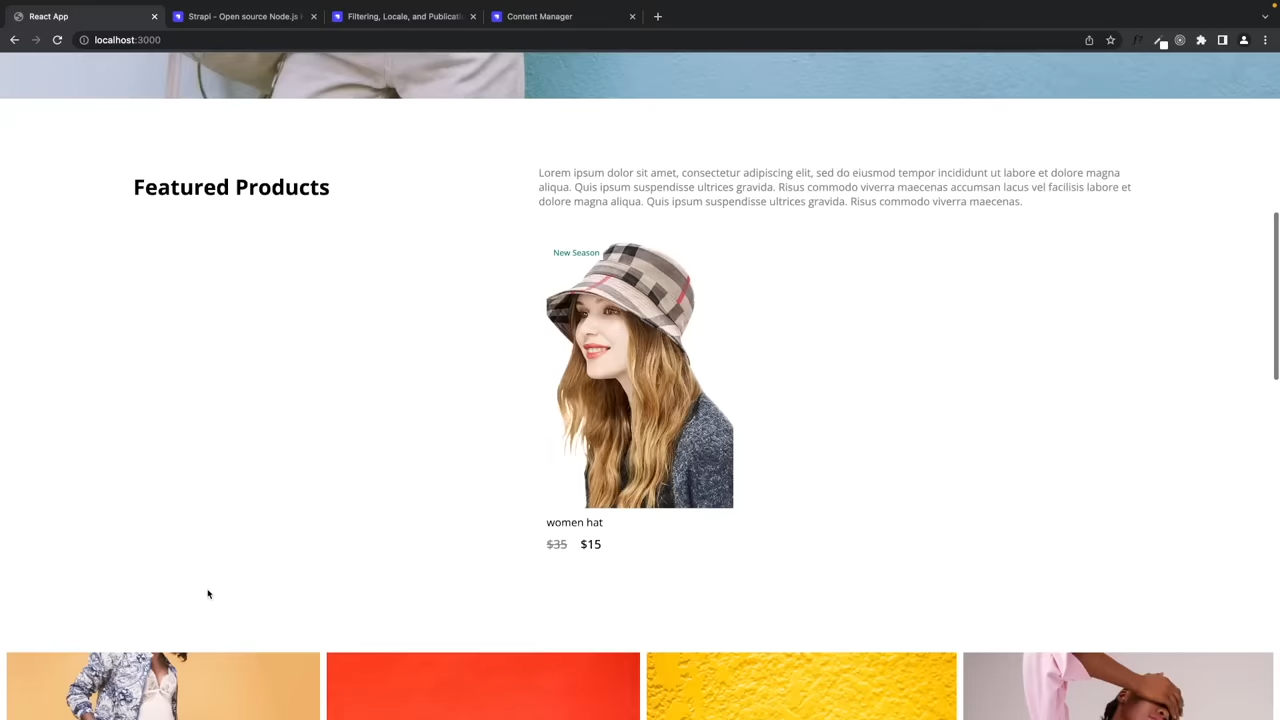 React App
Strapi - Open source Node.js
Filtering, Locale, and Publicati
Content Manager
localhost:3000
Featured Products
Lorem ipsum dolor sit amet, consectetur adipiscing elit, sed do eiusmod tempor incididunt ut labore et dolore magna
aliqua. Quis ipsum suspendisse ultrices gravida. Risus commodo viverra maecenas accumsan lacus vel facilisis labore et
dolore magna aliqua. Quis ipsum suspendisse ultrices gravida. Risus commodo viverra maecenas.
New Season
women hat
$35 $15